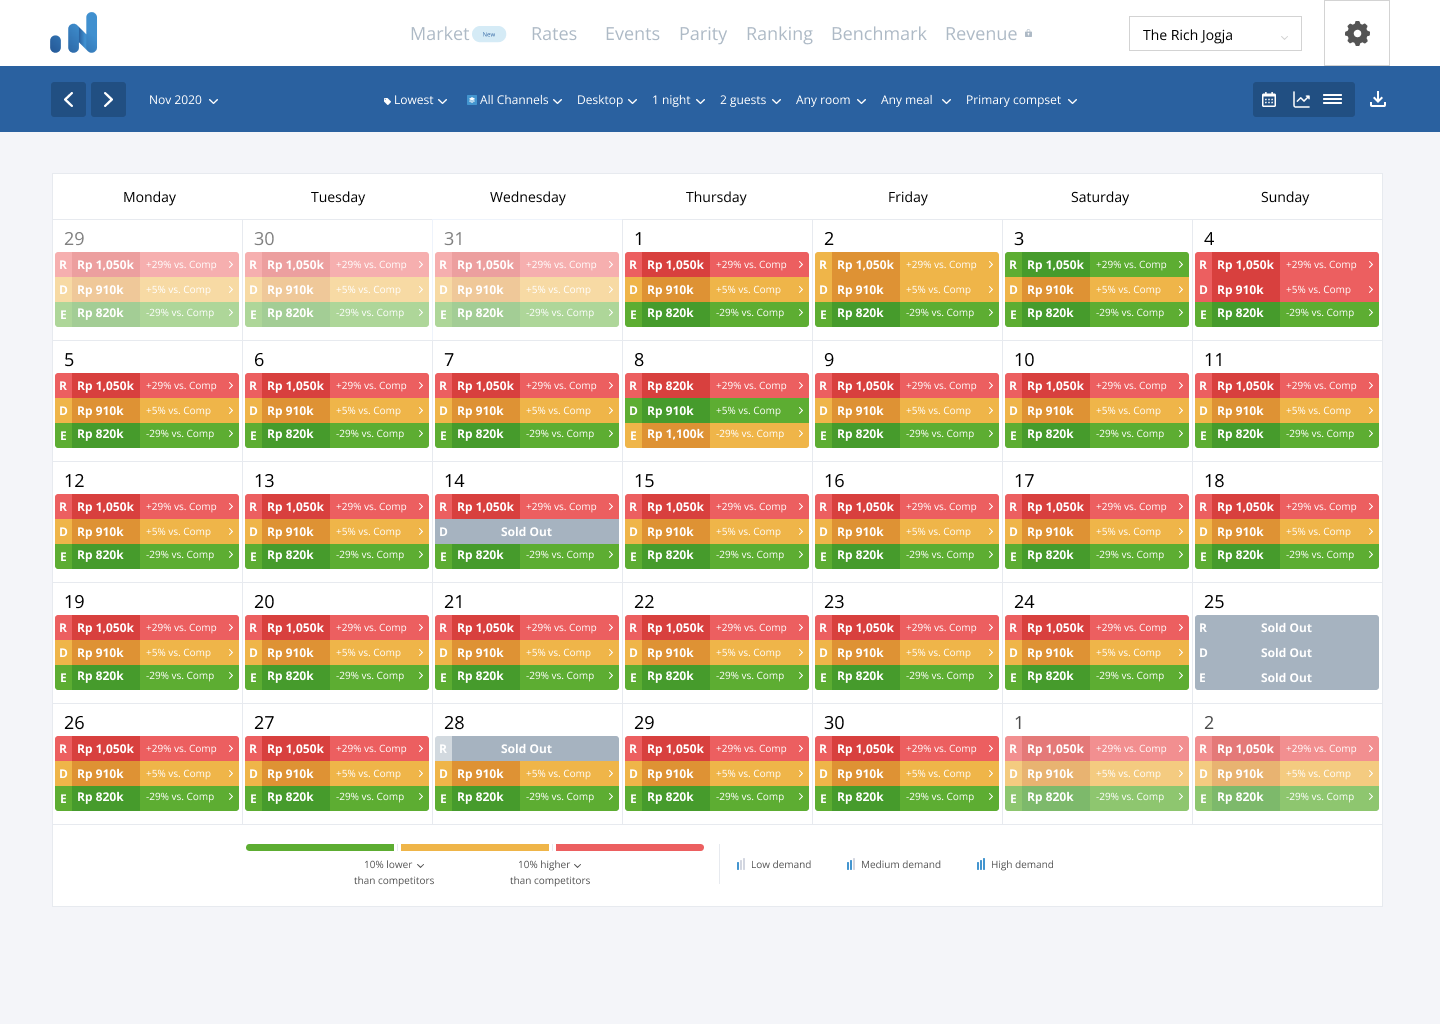 Market New Rates Events Parity Ranking Benchmark Revenue The Rich Jogja
Nov 2020 Lowest All Channels Desktop 1 night 2 guests Any room Any meal Primary compset
Monday Tuesday Wednesday Thursday Friday Saturday Sunday
29 30 31 1 2 3 4
R Rp 1,050k +29% vs. Comp R Rp 1,050k +29% vs. Comp R Rp 1,050k +29% vs. Comp R Rp 1,050k +29% vs. Comp R Rp 1,050k +29% vs. Comp R Rp 1,050k +29% vs. Comp R Rp 1,050k +29% vs. Comp
D Rp 910k +5% vs. Comp D Rp 910k +5% vs. Comp D Rp 910k +5% vs. Comp D Rp 910k +5% vs. Comp D Rp 910k +5% vs. Comp D Rp 910k +5% vs. Comp D Rp 910k +5% vs. Comp
E Rp 820k -29% vs. Comp E Rp 820k -29% vs. Comp E Rp 820k -29% vs. Comp E Rp 820k -29% vs. Comp E Rp 820k -29% vs. Comp E Rp 820k -29% vs. Comp E Rp 820k -29% vs. Comp
5 6 7 8 9 10 11
R Rp 1,050k +29% vs. Comp R Rp 1,050k +29% vs. Comp R Rp 1,050k +29% vs. Comp R Rp 820k +29% vs. Comp R Rp 1,050k +29% vs. Comp R Rp 1,050k +29% vs. Comp R Rp 1,050k +29% vs. Comp
D Rp 910k +5% vs. Comp D Rp 910k +5% vs. Comp D Rp 910k +5% vs. Comp D Rp 910k +5% vs. Comp D Rp 910k +5% vs. Comp D Rp 910k +5% vs. Comp D Rp 910k +5% vs. Comp
E Rp 820k -29% vs. Comp E Rp 820k -29% vs. Comp E Rp 820k -29% vs. Comp E Rp 1,100k -29% vs. Comp E Rp 820k -29% vs. Comp E Rp 820k -29% vs. Comp E Rp 820k -29% vs. Comp
12 13 14 15 16 17 18
R Rp 1,050k +29% vs. Comp R Rp 1,050k +29% vs. Comp R Rp 1,050k +29% vs. Comp R Rp 1,050k +29% vs. Comp R Rp 1,050k +29% vs. Comp R Rp 1,050k +29% vs. Comp R Rp 1,050k +29% vs. Comp
D Rp 910k +5% vs. Comp D Rp 910k +5% vs. Comp D Sold Out D Rp 910k +5% vs. Comp D Rp 910k +5% vs. Comp D Rp 910k +5% vs. Comp D Rp 910k +5% vs. Comp
E Rp 820k -29% vs. Comp E Rp 820k -29% vs. Comp E Rp 820k -29% vs. Comp E Rp 820k -29% vs. Comp E Rp 820k -29% vs. Comp E Rp 820k -29% vs. Comp E Rp 820k -29% vs. Comp
19 20 21 22 23 24 25
R Rp 1,050k +29% vs. Comp R Rp 1,050k +29% vs. Comp R Rp 1,050k +29% vs. Comp R Rp 1,050k +29% vs. Comp R Rp 1,050k +29% vs. Comp R Rp 1,050k +29% vs. Comp R Sold Out
D Rp 910k +5% vs. Comp D Rp 910k +5% vs. Comp D Rp 910k +5% vs. Comp D Rp 910k +5% vs. Comp D Rp 910k +5% vs. Comp D Rp 910k +5% vs. Comp D Sold Out
E Rp 820k -29% vs. Comp E Rp 820k -29% vs. Comp E Rp 820k -29% vs. Comp E Rp 820k -29% vs. Comp E Rp 820k -29% vs. Comp E Rp 820k -29% vs. Comp E Sold Out
26 27 28 29 30 1 2
R Rp 1,050k +29% vs. Comp R Rp 1,050k +29% vs. Comp R Sold Out R Rp 1,050k +29% vs. Comp R Rp 1,050k +29% vs. Comp R Rp 1,050k +29% vs. Comp R Rp 1,050k +29% vs. Comp
D Rp 910k +5% vs. Comp D Rp 910k +5% vs. Comp D Rp 910k +5% vs. Comp D Rp 910k +5% vs. Comp D Rp 910k +5% vs. Comp D Rp 910k +5% vs. Comp D Rp 910k +5% vs. Comp
E Rp 820k -29% vs. Comp E Rp 820k -29% vs. Comp E Rp 820k -29% vs. Comp E Rp 820k -29% vs. Comp E Rp 820k -29% vs. Comp E Rp 820k -29% vs. Comp E Rp 820k -29% vs. Comp
10% lower 10% higher Low demand Medium demand High demand
than competitors than competitors